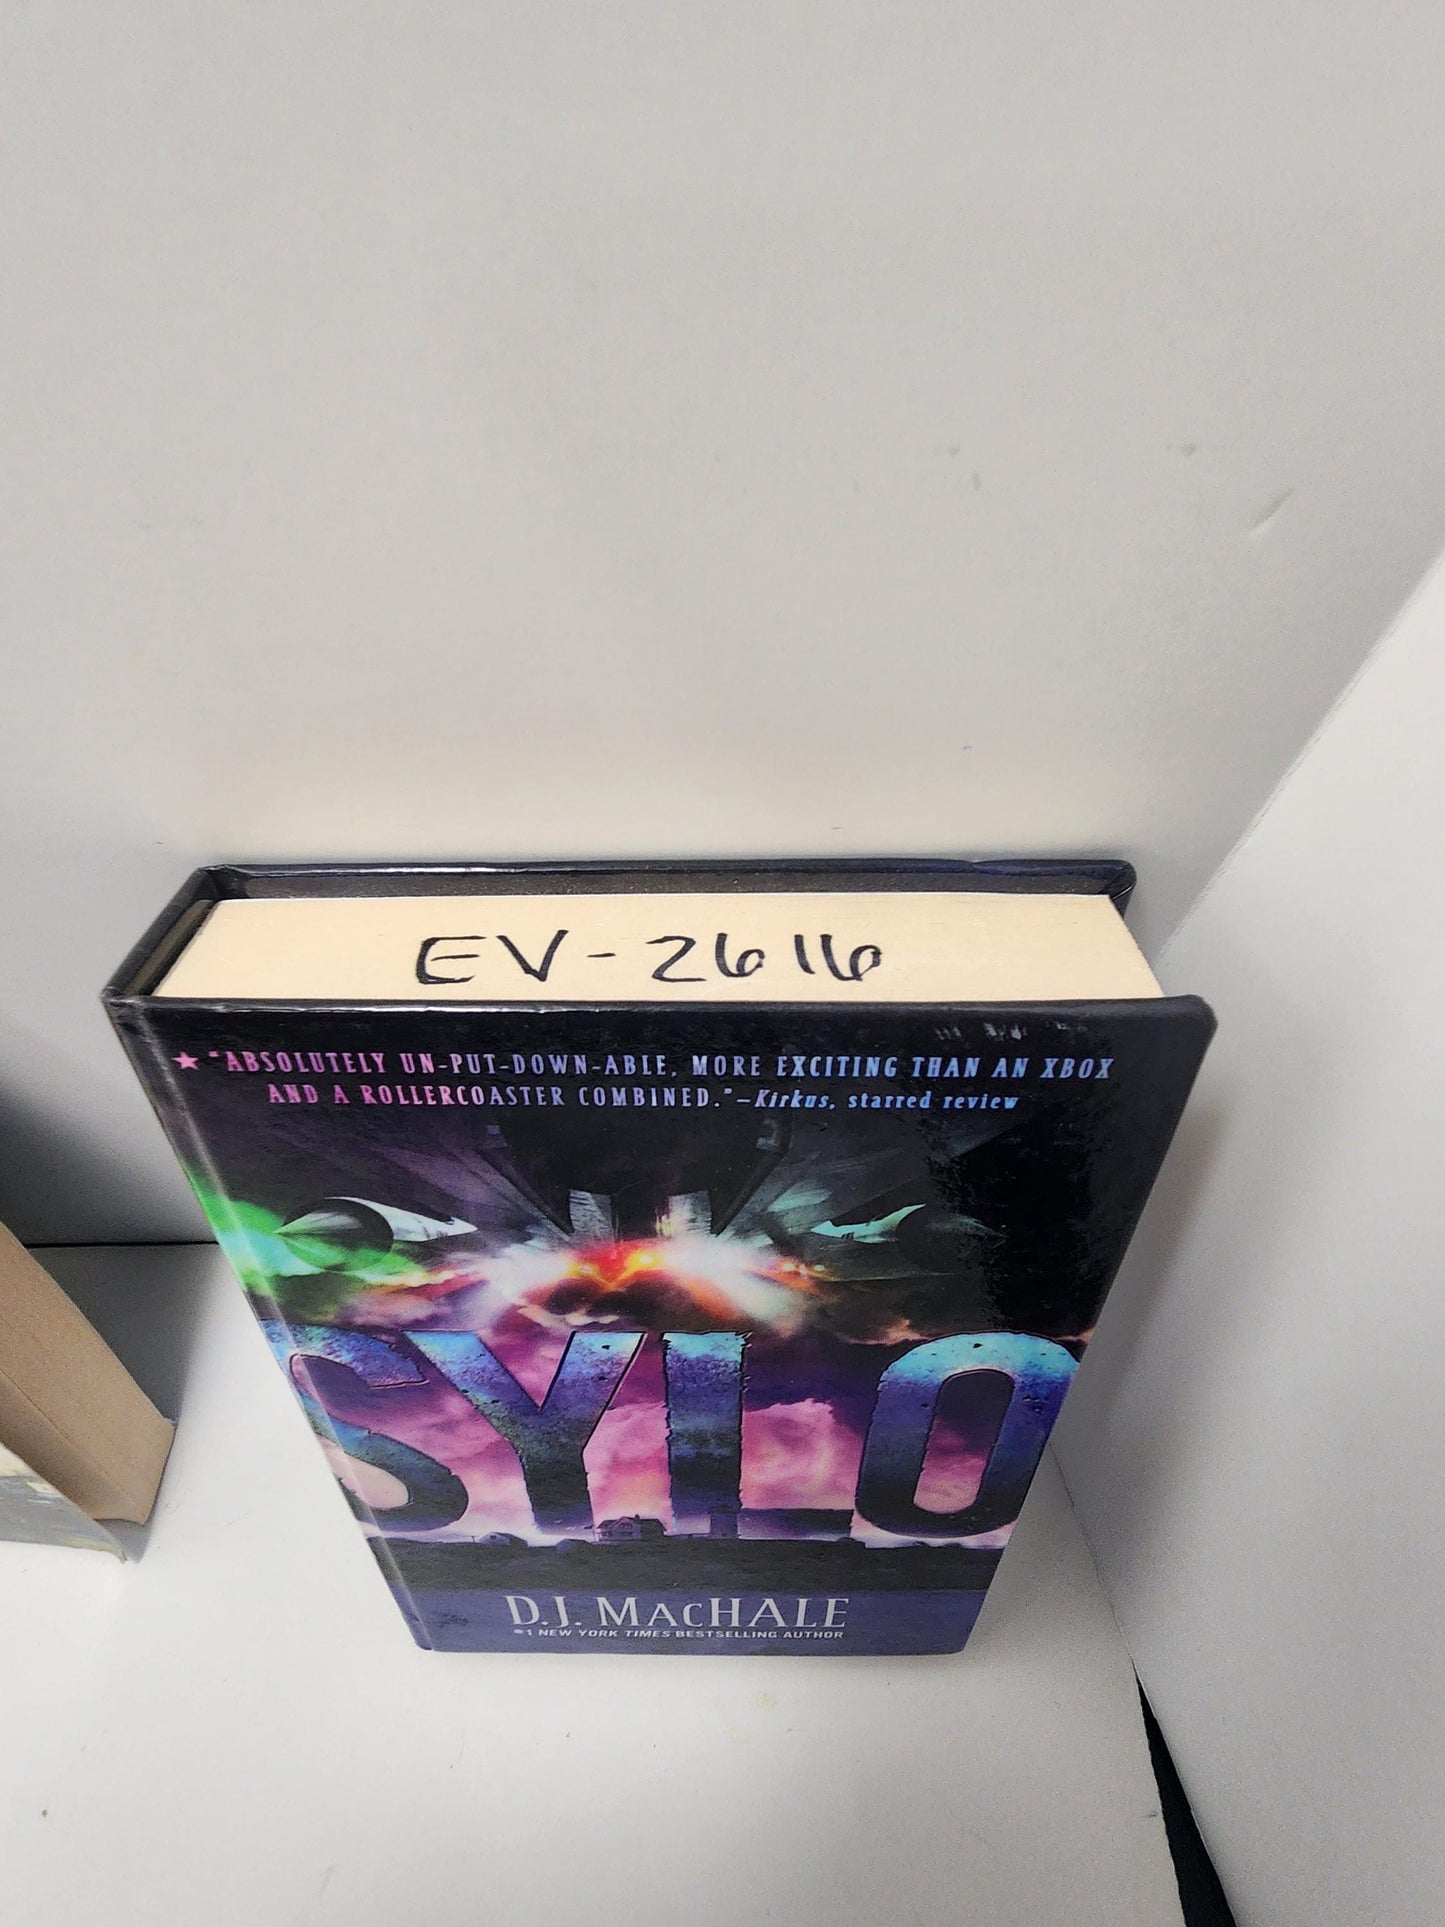 EV-2616
★ "ABSOLUTELY UN-PUT-DOWN-ABLE, MORE EXCITING THAN AN XBOX
AND A ROLLERCOASTER COMBINED."—Kirkus, starred review
SYLO
D.J. MACHALE
#1 NEW YORK TIMES BESTSELLING AUTHOR